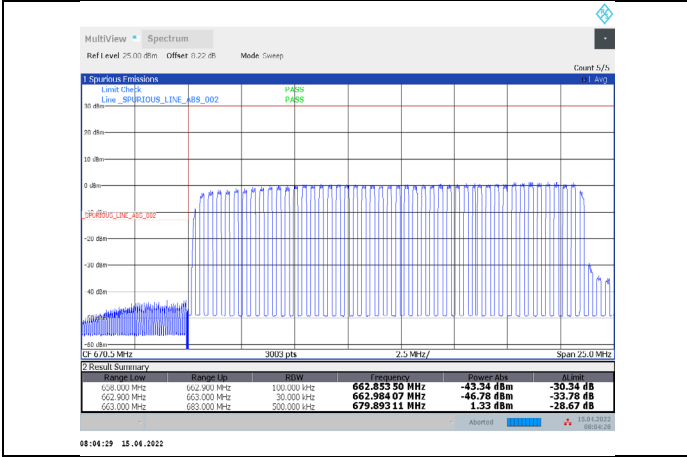 MultiView Spectrum
Ref Level 25.00 dBm Offset 8.22 dB Mode Sweep
Count 5/5
1 Spurious Emissions 1 Avg
Limit Check PASS
Line _SPURIOUS_LINE_ABS_002 PASS
30 dBm
20 dBm
10 dBm
0 dBm
_SPURIOUS_LINE_ABS_002
-20 dBm
-30 dBm
-40 dBm
-60 dBm
CF 670.5 MHz 3003 pts 2.5 MHz/ Span 25.0 MHz
2 Result Summary
Range Low Range Up RBW Frequency Power Abs ΔLimit
658.000 MHz 662.900 MHz 100.000 kHz 662.853 50 MHz -43.34 dBm -30.34 dB
662.900 MHz 663.000 MHz 30.000 kHz 662.984 07 MHz -46.78 dBm -33.78 dB
663.000 MHz 683.000 MHz 500.000 kHz 679.893 11 MHz 1.33 dBm -28.67 dB
Aborted 15.04.2022
08:04:28
08:04:29 15.04.2022